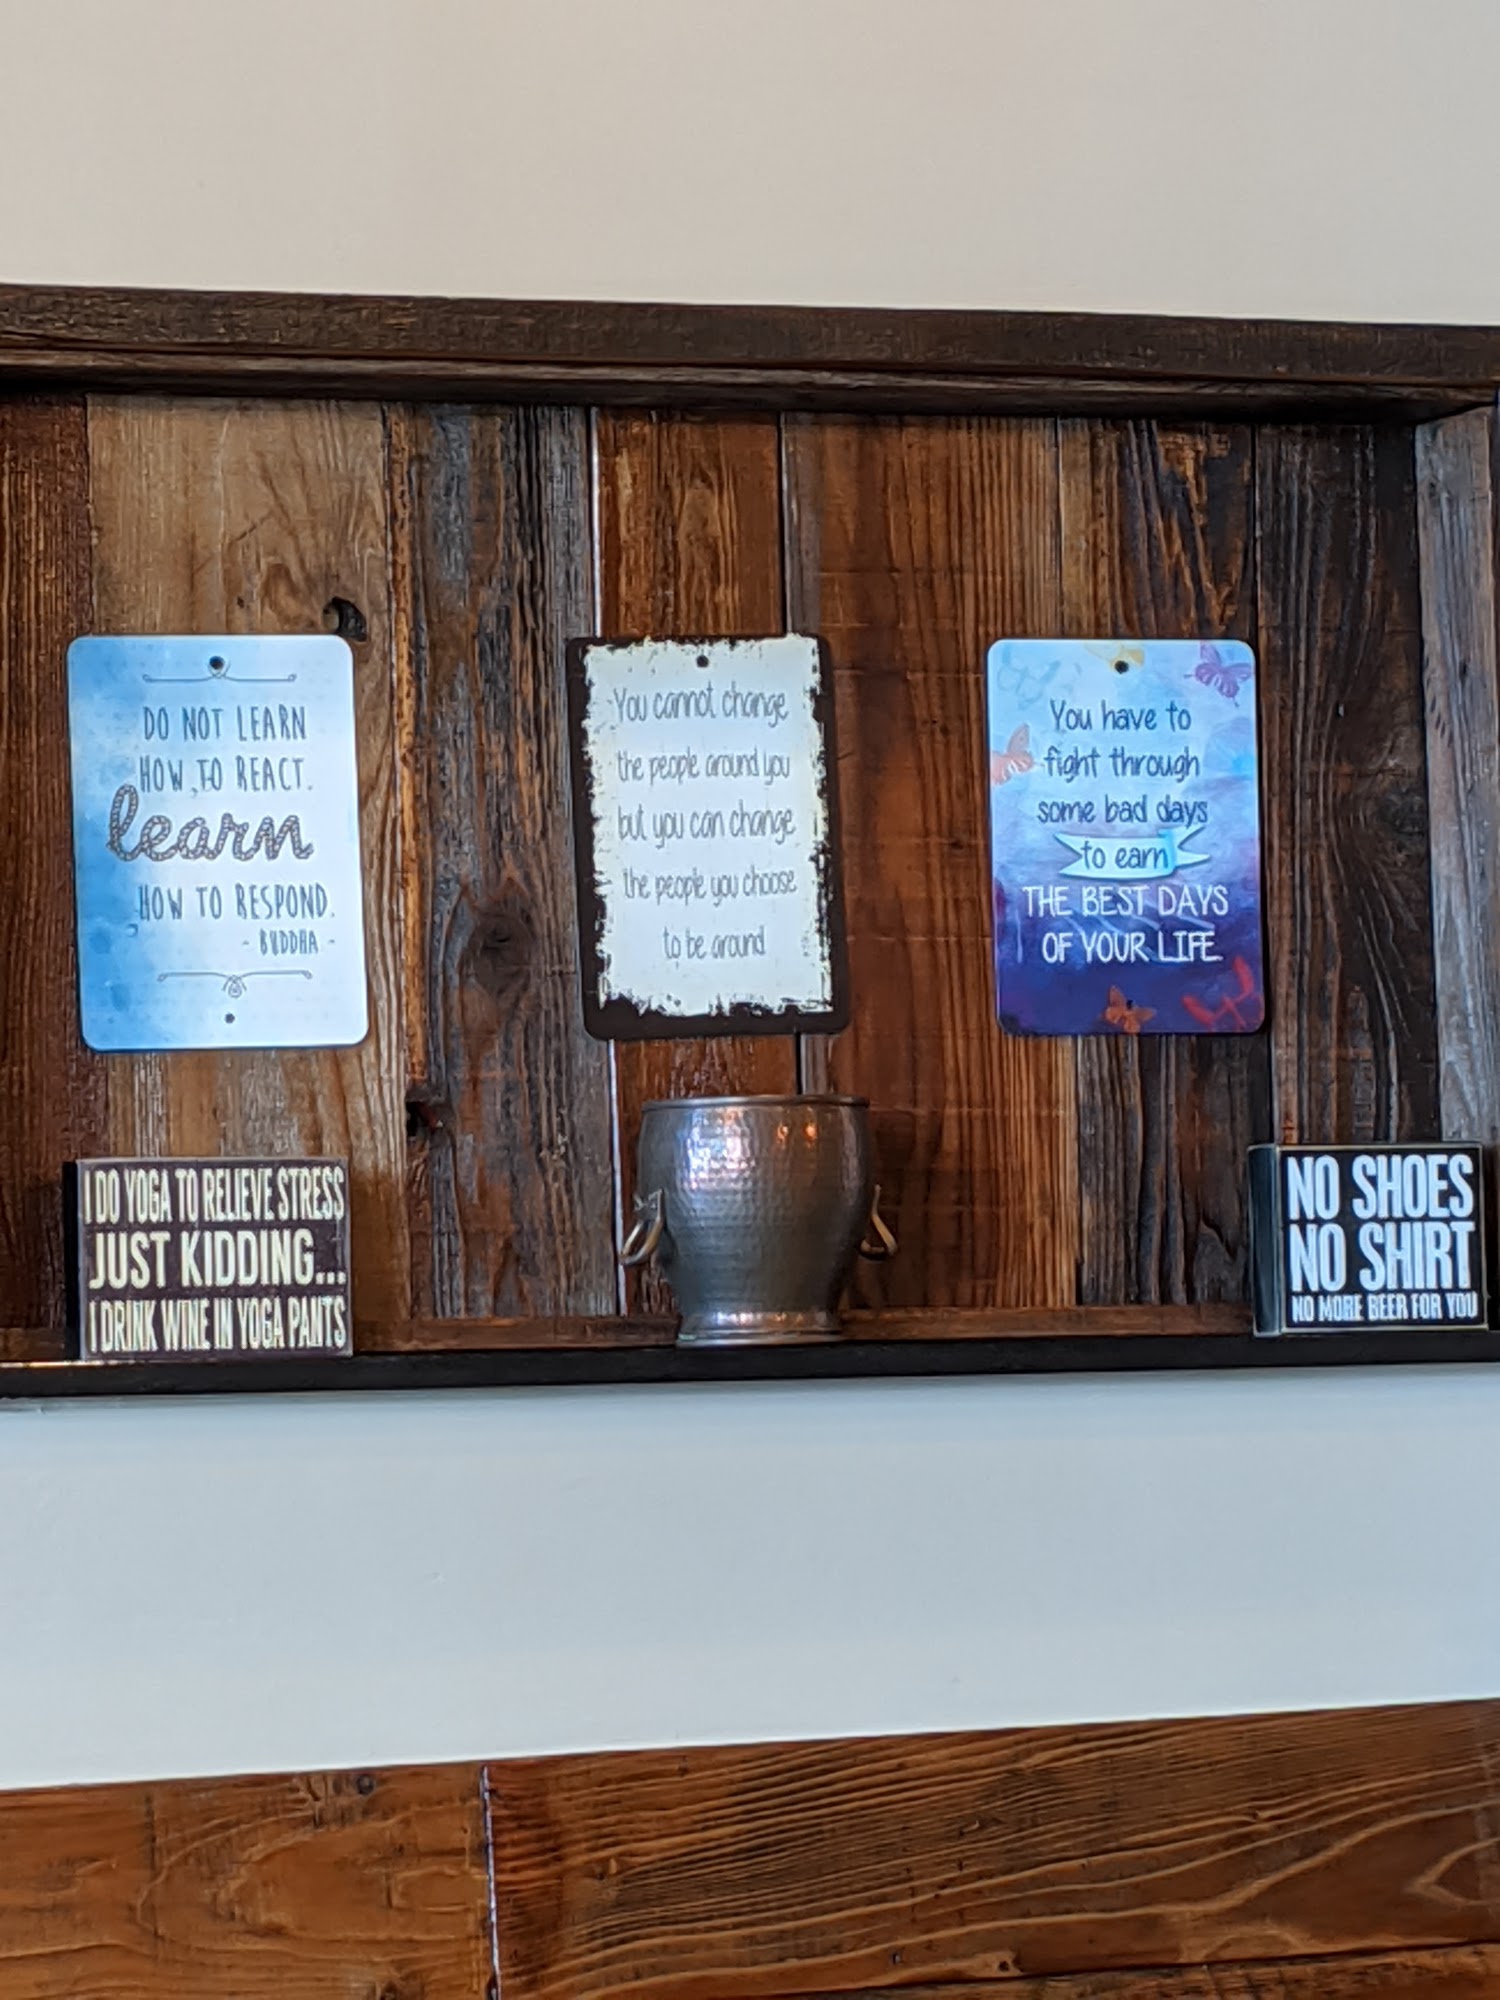 DO NOT LEARN
HOW TO REACT.
learn
HOW TO RESPOND.
- BUDDHA -
You cannot change
the people around you
but you can change
the people you choose
to be around
You have to
fight through
some bad days
to earn
THE BEST DAYS
OF YOUR LIFE
I DO YOGA TO RELIEVE STRESS
JUST KIDDING...
I DRINK WINE IN YOGA PANTS
NO SHOES
NO SHIRT
NO MORE BEER FOR YOU